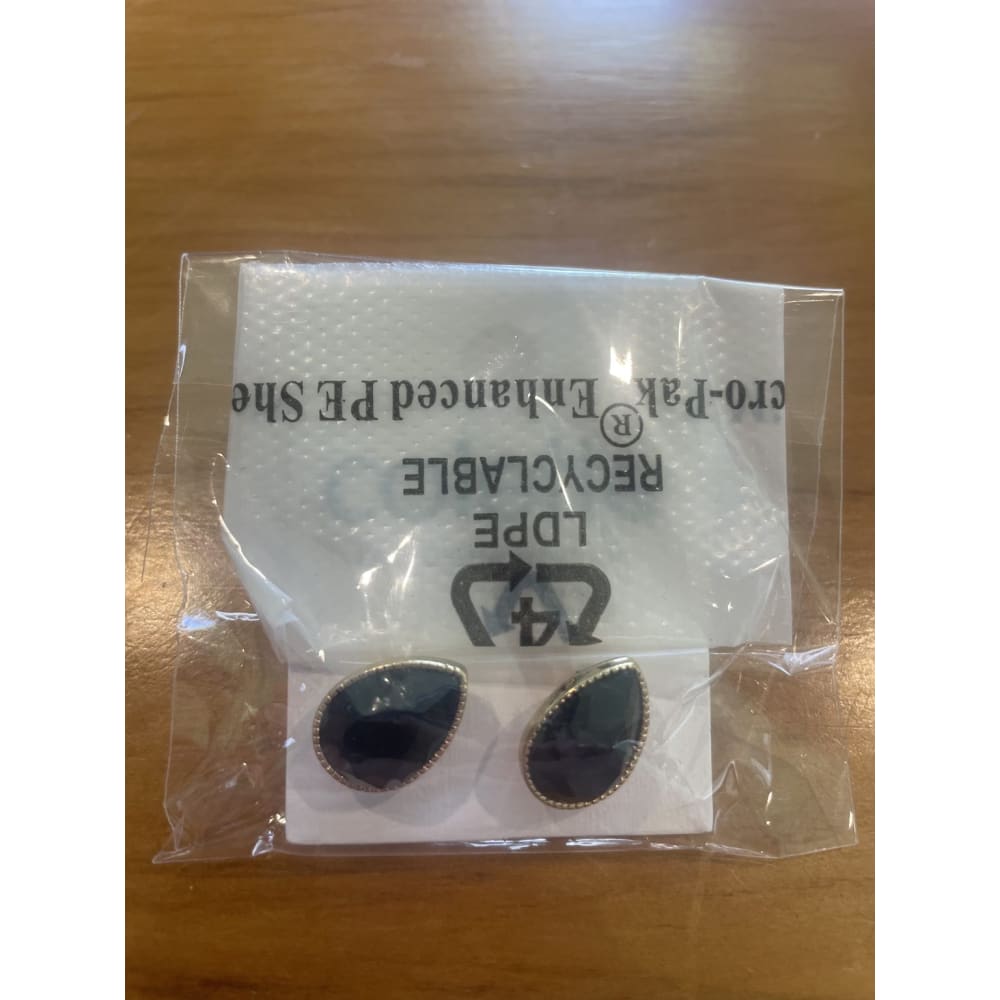 4
LDPE
RECYCLABLE
cro-Pak® Enhanced PE She